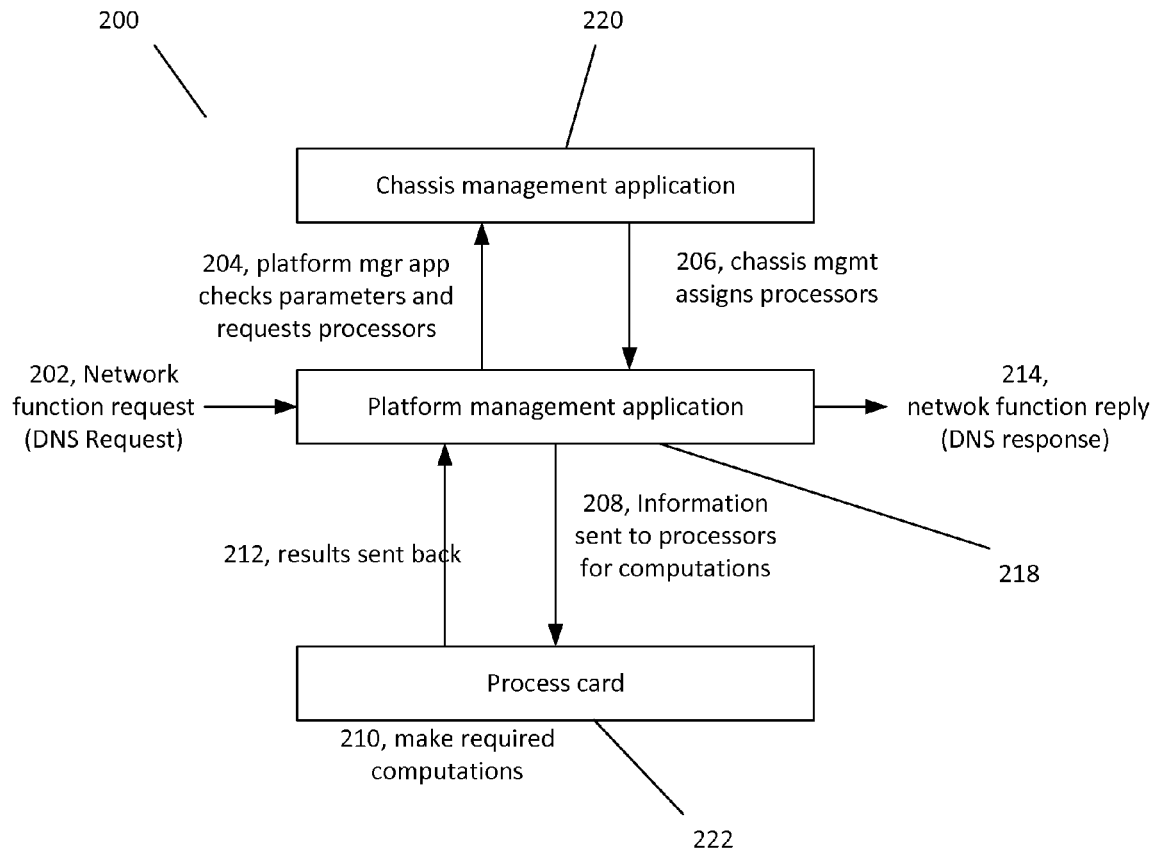 200
220
Chassis management application
204, platform mgr app
checks parameters and
requests processors
206, chassis mgmt
assigns processors
202, Network
function request
(DNS Request)
Platform management application
214,
netwok function reply
(DNS response)
208, Information
sent to processors
for computations
212, results sent back
218
Process card
210, make required
computations
222